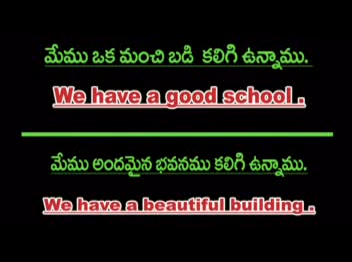 మేము ఒక మంచి బడి కలిగి ఉన్నాము.
We have a good school .
మేము అందమైన భవనము కలిగి ఉన్నాము.
We have a beautiful building .